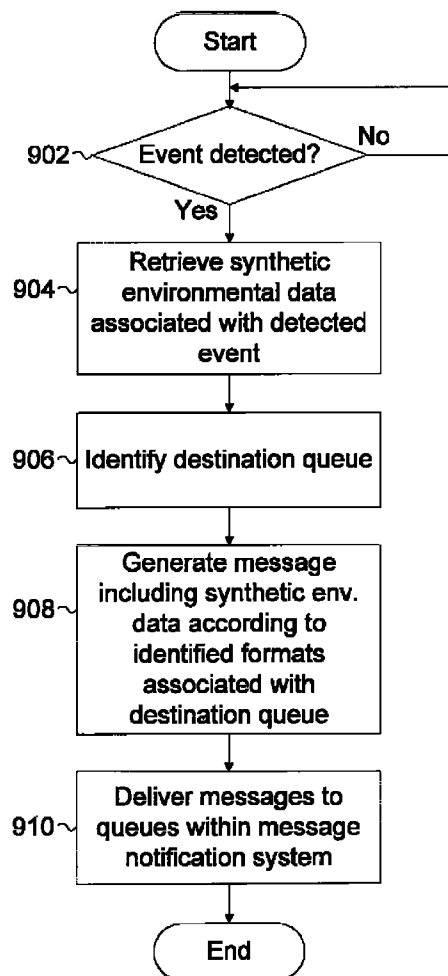 Start
902
Event detected?
No
Yes
904
Retrieve synthetic
environmental data
associated with detected
event
906
Identify destination queue
908
Generate message
including synthetic env.
data according to
identified formats
associated with
destination queue
910
Deliver messages to
queues within message
notification system
End